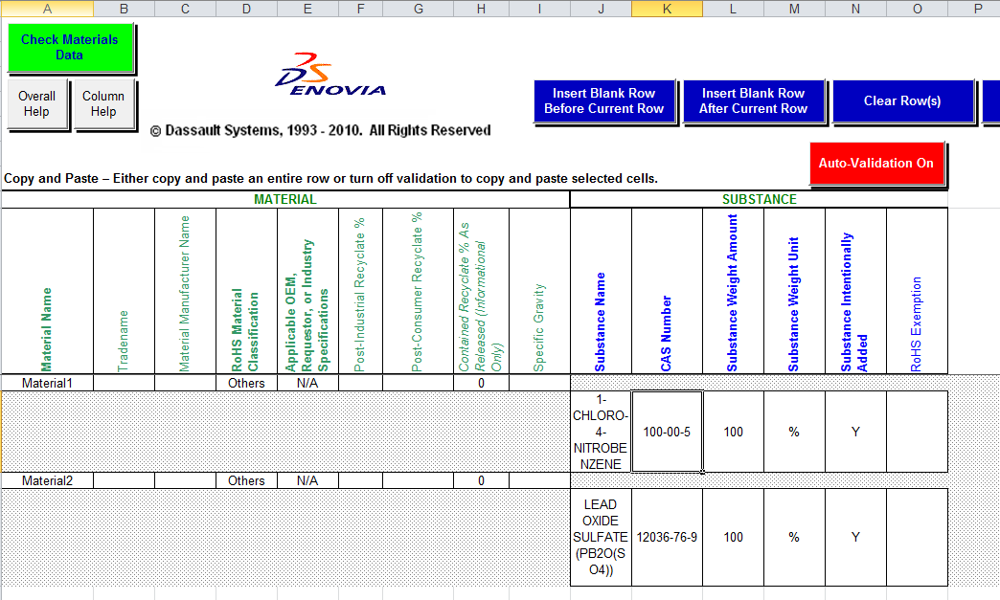 A B C D E F G H I J K L M N O P
Check Materials
Data
Overall
Help
Column
Help
DS
ENOVIA
© Dassault Systems, 1993 - 2010.  All Rights Reserved
Insert Blank Row
Before Current Row
Insert Blank Row
After Current Row
Clear Row(s)
Auto-Validation On
Copy and Paste – Either copy and paste an entire row or turn off validation to copy and paste selected cells.
MATERIAL
SUBSTANCE
Material Name
Tradename
Material Manufacturer Name
RoHS Material
Classification
Applicable OEM,
Requestor, or Industry
Specifications
Post-Industrial Recyclate %
Post-Consumer Recyclate %
Contained Recyclate % As
Released (Informational
Only)
Specific Gravity
Substance Name
CAS Number
Substance Weight Amount
Substance Weight Unit
Substance Intentionally
Added
RoHS Exemption
Material1 Others N/A 0
1-
CHLORO-
4-
NITROBE
NZENE
100-00-5 100 % Y
Material2 Others N/A 0
LEAD
OXIDE
SULFATE
(PB2O(S
O4))
12036-76-9 100 % Y